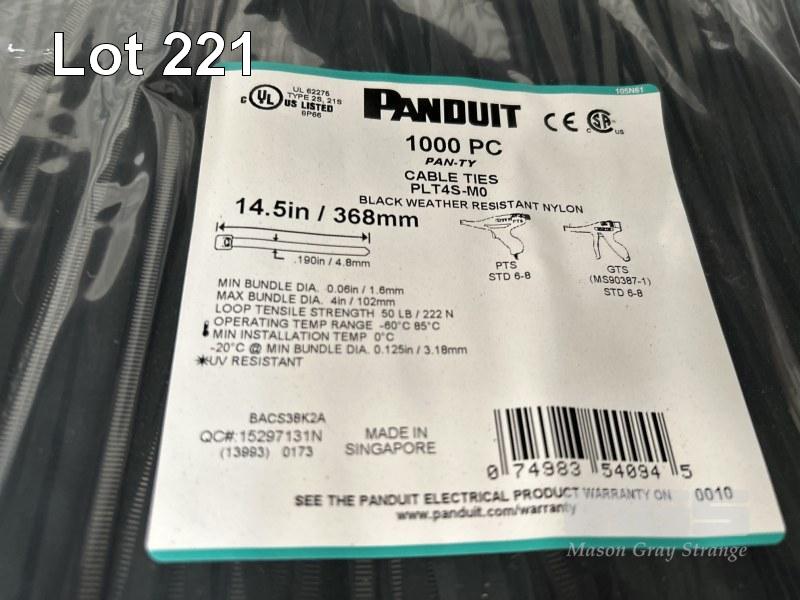 Lot 221
105N61
c UL US LISTED
UL 62275
TYPE 2S, 21S
9P66
PANDUIT
CE c SA us
1000 PC
PAN-TY
CABLE TIES
PLT4S-M0
BLACK WEATHER RESISTANT NYLON
14.5in / 368mm
.190in / 4.8mm
PTS
STD 6-8
GTS
(MS90387-1)
STD 6-8
MIN BUNDLE DIA. 0.06in / 1.6mm
MAX BUNDLE DIA. 4in / 102mm
LOOP TENSILE STRENGTH 50 LB / 222 N
OPERATING TEMP RANGE -60°C 85°C
MIN INSTALLATION TEMP 0°C
-20°C @ MIN BUNDLE DIA. 0.125in / 3.18mm
UV RESISTANT
BACS38K2A
QC#:15297131N
(13993) 0173
MADE IN
SINGAPORE
0 74983 54094 5
SEE THE PANDUIT ELECTRICAL PRODUCT WARRANTY ON 0010
www.panduit.com/warranty
Mason Gray Strange